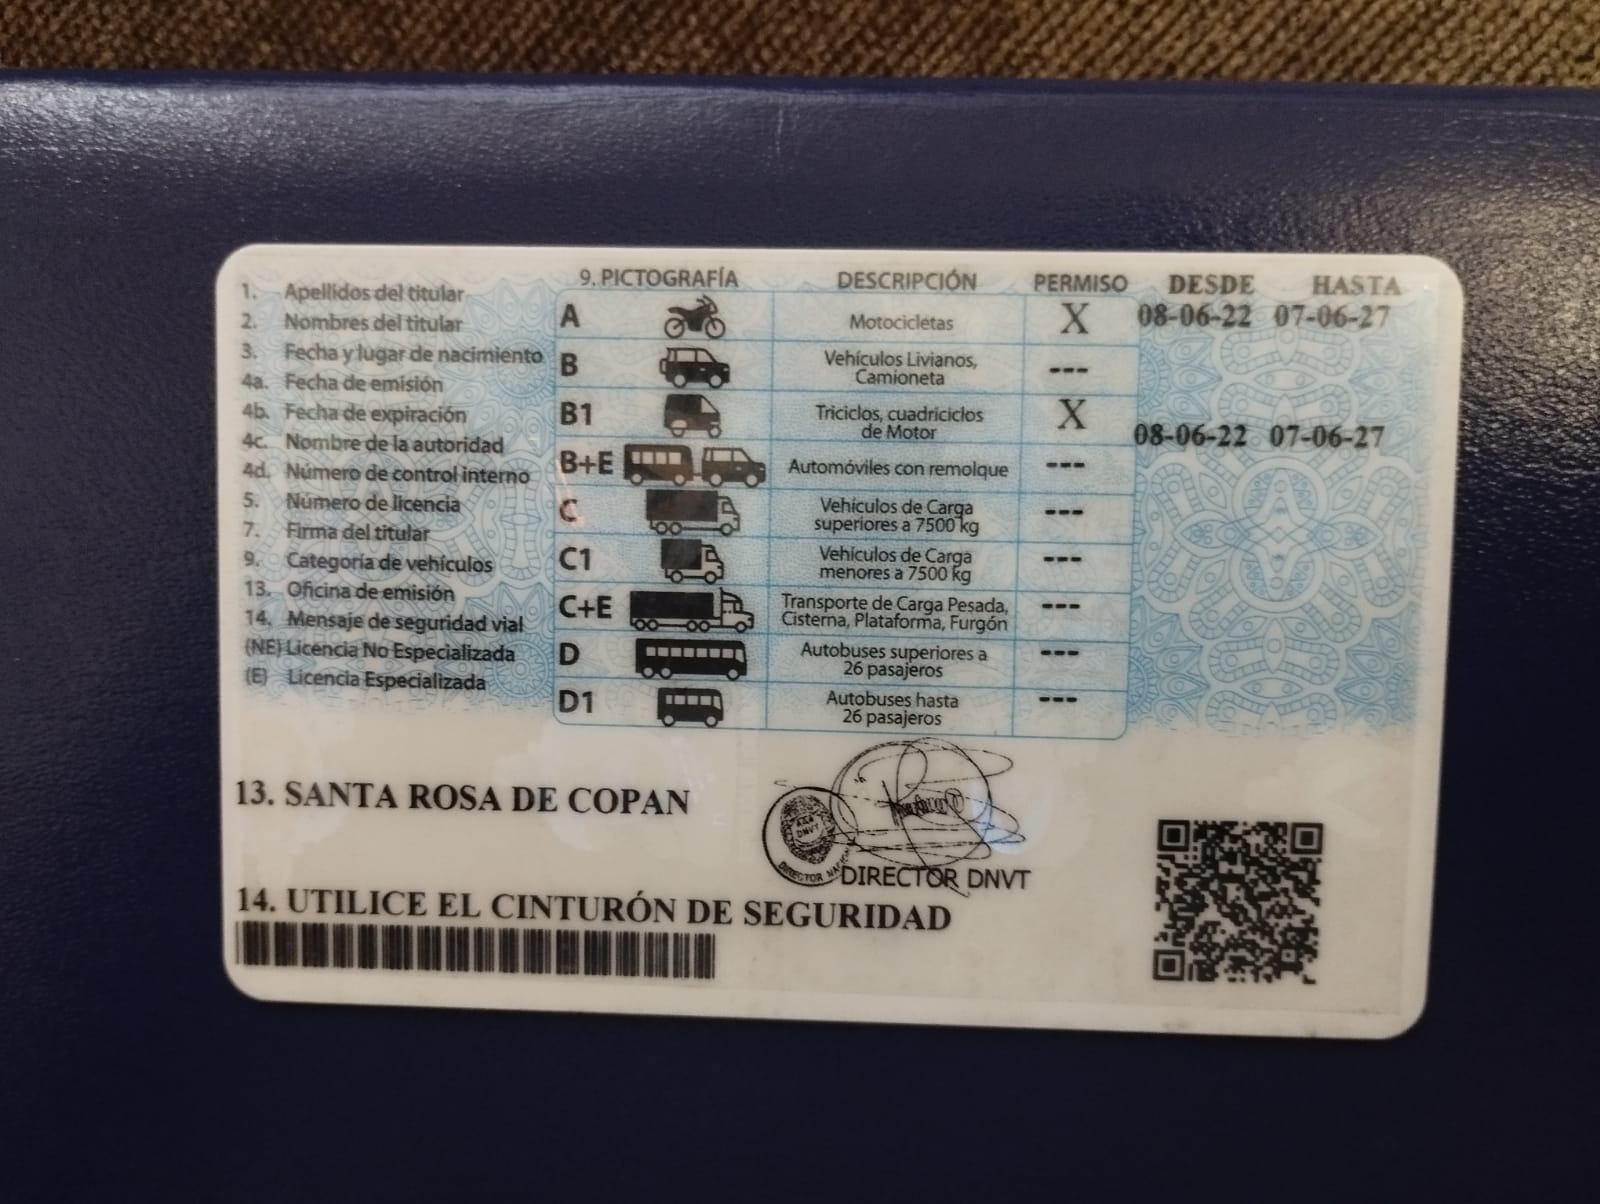 1. Apellidos del titular
2. Nombres del titular
3. Fecha y lugar de nacimiento
4a. Fecha de emisión
4b. Fecha de expiración
4c. Nombre de la autoridad
4d. Número de control interno
5. Número de licencia
7. Firma del titular
9. Categoría de vehículos
13. Oficina de emisión
14. Mensaje de seguridad vial
(NE) Licencia No Especializada
(E) Licencia Especializada
9. PICTOGRAFÍA DESCRIPCIÓN PERMISO DESDE HASTA
A Motocicletas X 08-06-22 07-06-27
B Vehículos Livianos,
Camioneta ---
B1 Triciclos, cuadriciclos
de Motor X 08-06-22 07-06-27
B+E Automóviles con remolque ---
C Vehículos de Carga
superiores a 7500 kg ---
C1 Vehículos de Carga
menores a 7500 kg ---
C+E Transporte de Carga Pesada,
Cisterna, Plataforma, Furgón ---
D Autobuses superiores a
26 pasajeros ---
D1 Autobuses hasta
26 pasajeros ---
13. SANTA ROSA DE COPAN
DNVT
DIRECTOR
DIRECTOR DNVT
14. UTILICE EL CINTURÓN DE SEGURIDAD